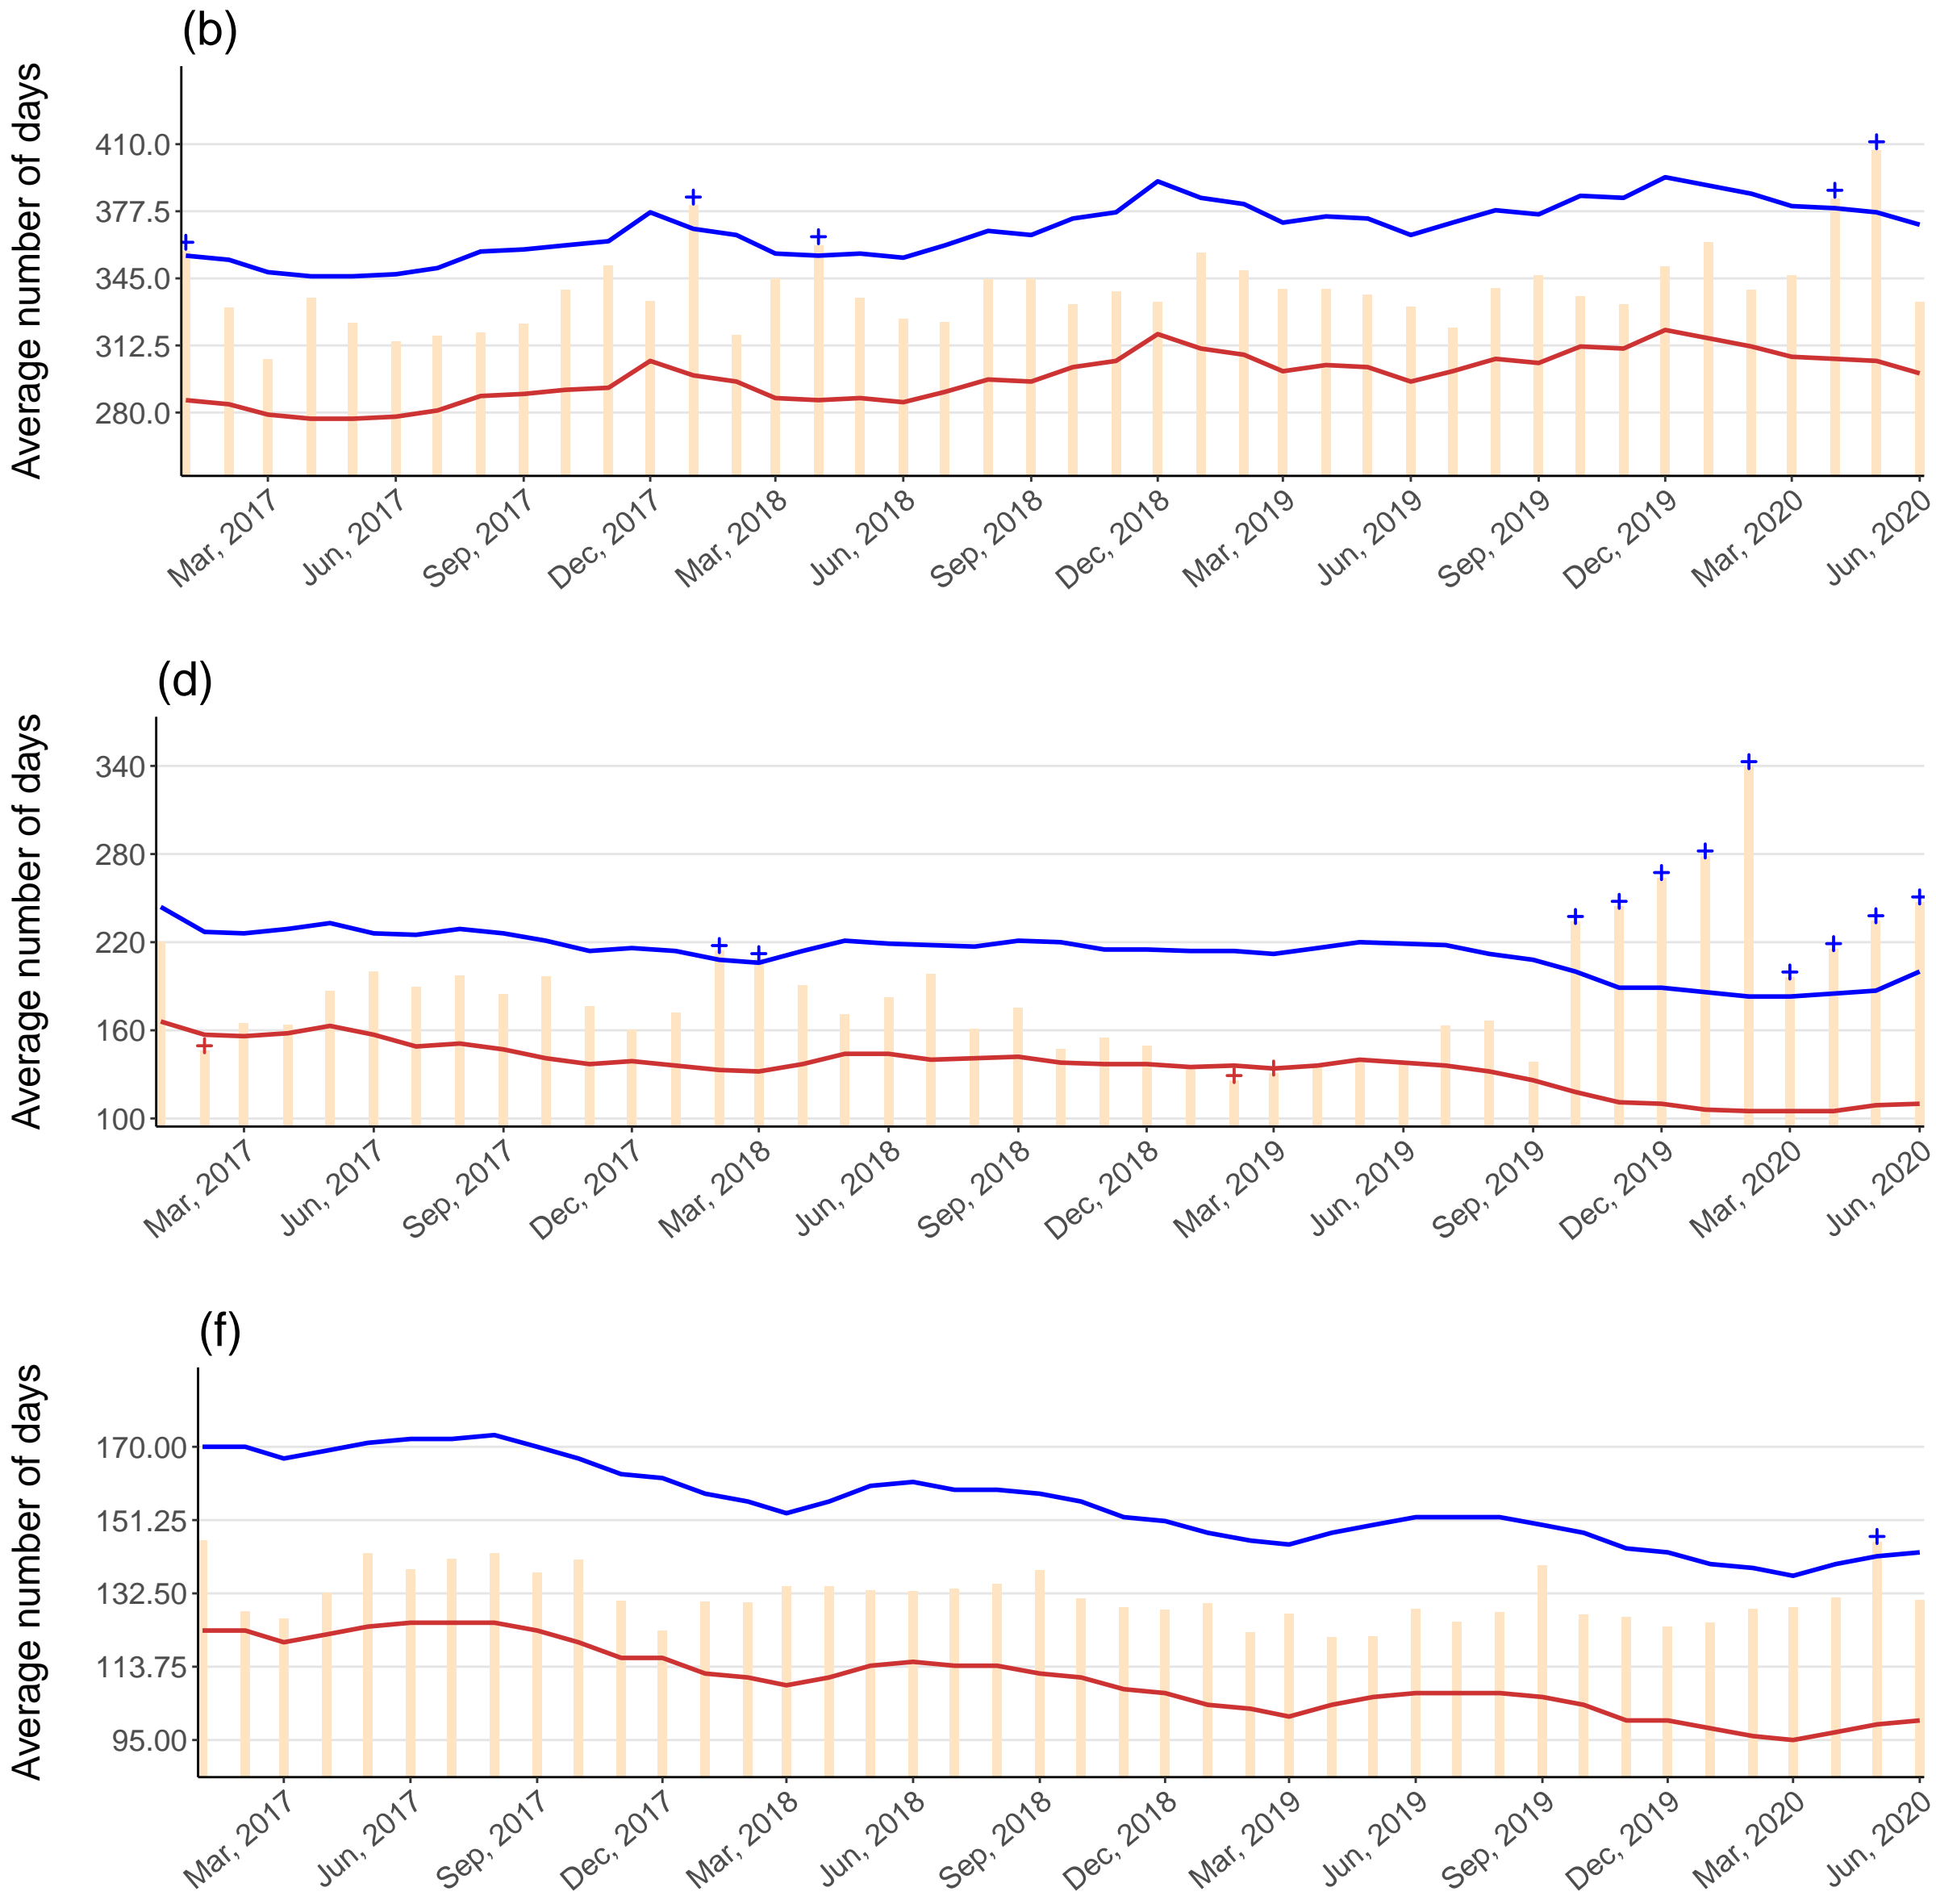 (b)
Average number of days
410.0
377.5
345.0
312.5
280.0
Mar, 2017
Jun, 2017
Sep, 2017
Dec, 2017
Mar, 2018
Jun, 2018
Sep, 2018
Dec, 2018
Mar, 2019
Jun, 2019
Sep, 2019
Dec, 2019
Mar, 2020
Jun, 2020
(d)
Average number of days
340
280
220
160
100
Mar, 2017
Jun, 2017
Sep, 2017
Dec, 2017
Mar, 2018
Jun, 2018
Sep, 2018
Dec, 2018
Mar, 2019
Jun, 2019
Sep, 2019
Dec, 2019
Mar, 2020
Jun, 2020
(f)
Average number of days
170.00
151.25
132.50
113.75
95.00
Mar, 2017
Jun, 2017
Sep, 2017
Dec, 2017
Mar, 2018
Jun, 2018
Sep, 2018
Dec, 2018
Mar, 2019
Jun, 2019
Sep, 2019
Dec, 2019
Mar, 2020
Jun, 2020